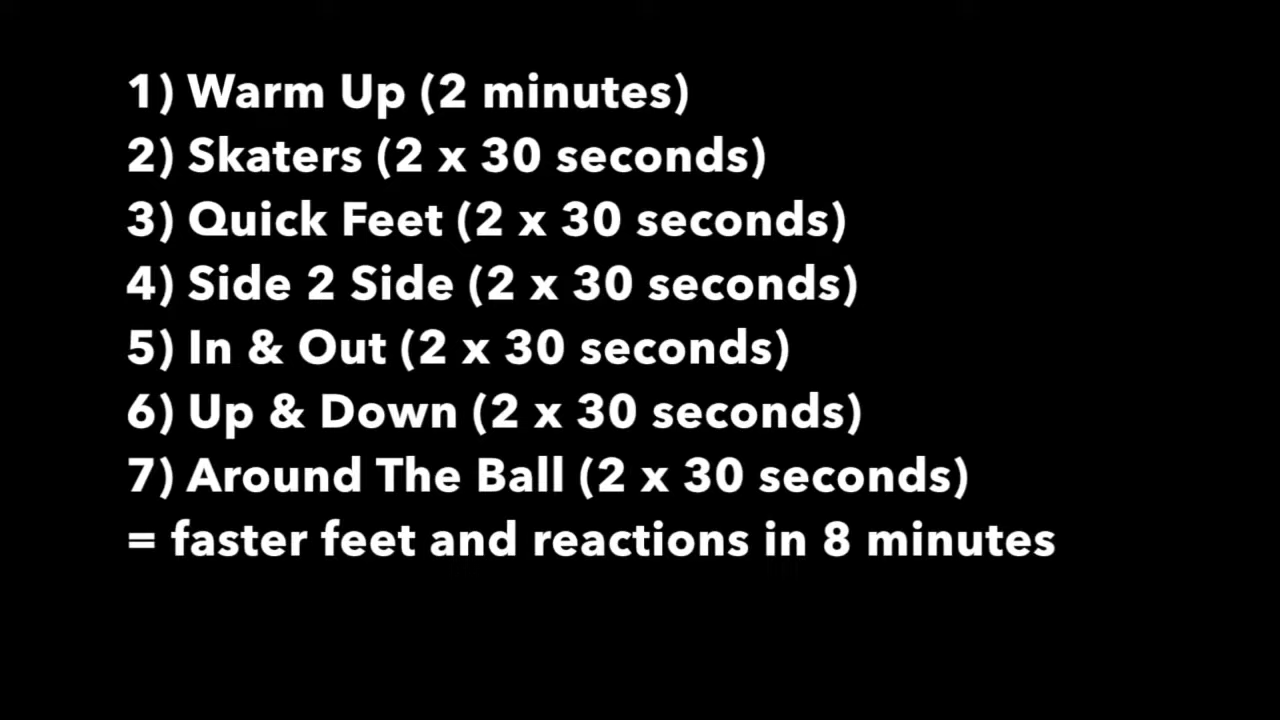 1) Warm Up (2 minutes)
2) Skaters (2 x 30 seconds)
3) Quick Feet (2 x 30 seconds)
4) Side 2 Side (2 x 30 seconds)
5) In & Out (2 x 30 seconds)
6) Up & Down (2 x 30 seconds)
7) Around The Ball (2 x 30 seconds)
= faster feet and reactions in 8 minutes